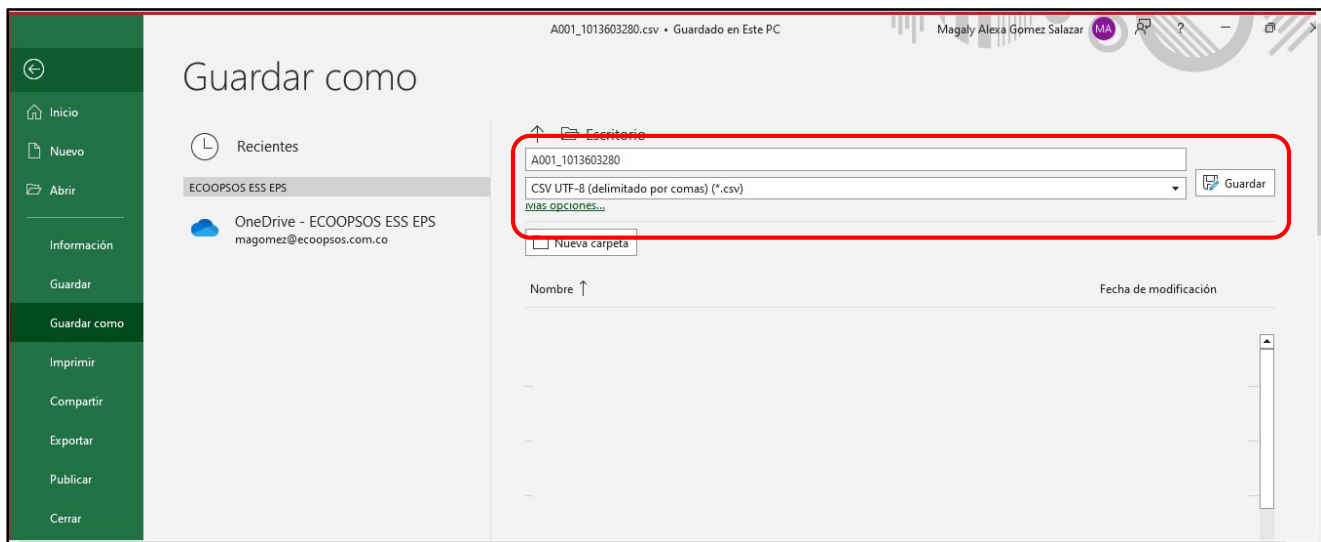 A001_1013603280.csv • Guardado en Este PC
Magaly Alexa Gomez Salazar MA ?
Guardar como
Inicio
Nuevo
Abrir
Información
Guardar
Guardar como
Imprimir
Compartir
Exportar
Publicar
Cerrar
Recientes
ECOOPSOS ESS EPS
OneDrive - ECOOPSOS ESS EPS
magomez@ecoopsos.com.co
Escritorio
A001_1013603280
CSV UTF-8 (delimitado por comas) (*.csv)
Guardar
Más opciones...
Nueva carpeta
Nombre ↑
Fecha de modificación